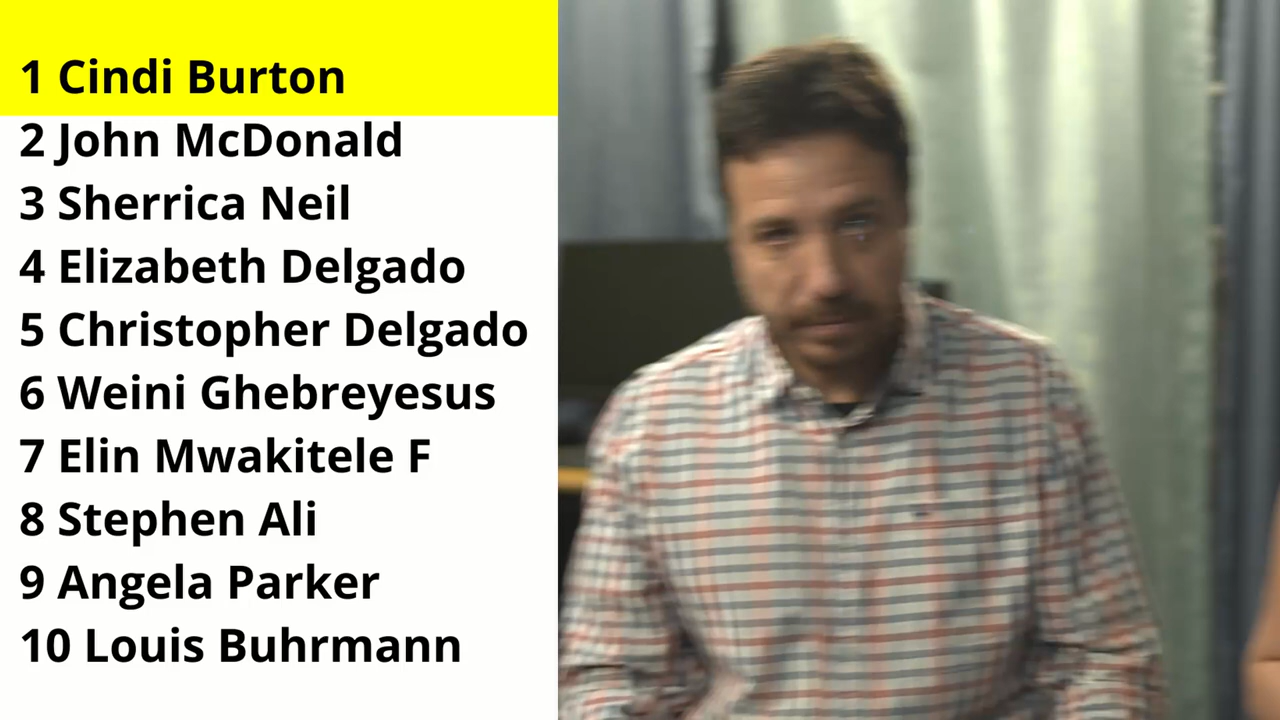 1 Cindi Burton
2 John McDonald
3 Sherrica Neil
4 Elizabeth Delgado
5 Christopher Delgado
6 Weini Ghebreyesus
7 Elin Mwakitele F
8 Stephen Ali
9 Angela Parker
10 Louis Buhrmann